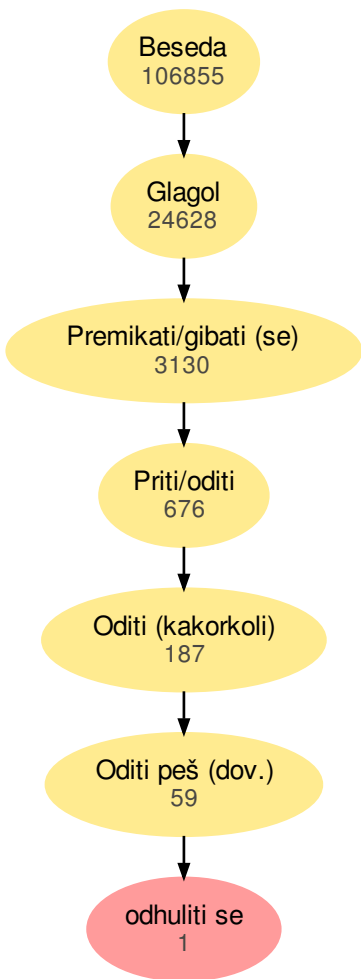 Beseda
106855
Glagol
24628
Premikati/gibati (se)
3130
Priti/oditi
676
Oditi (kakorkoli)
187
Oditi peš (dov.)
59
odhuliti se
1